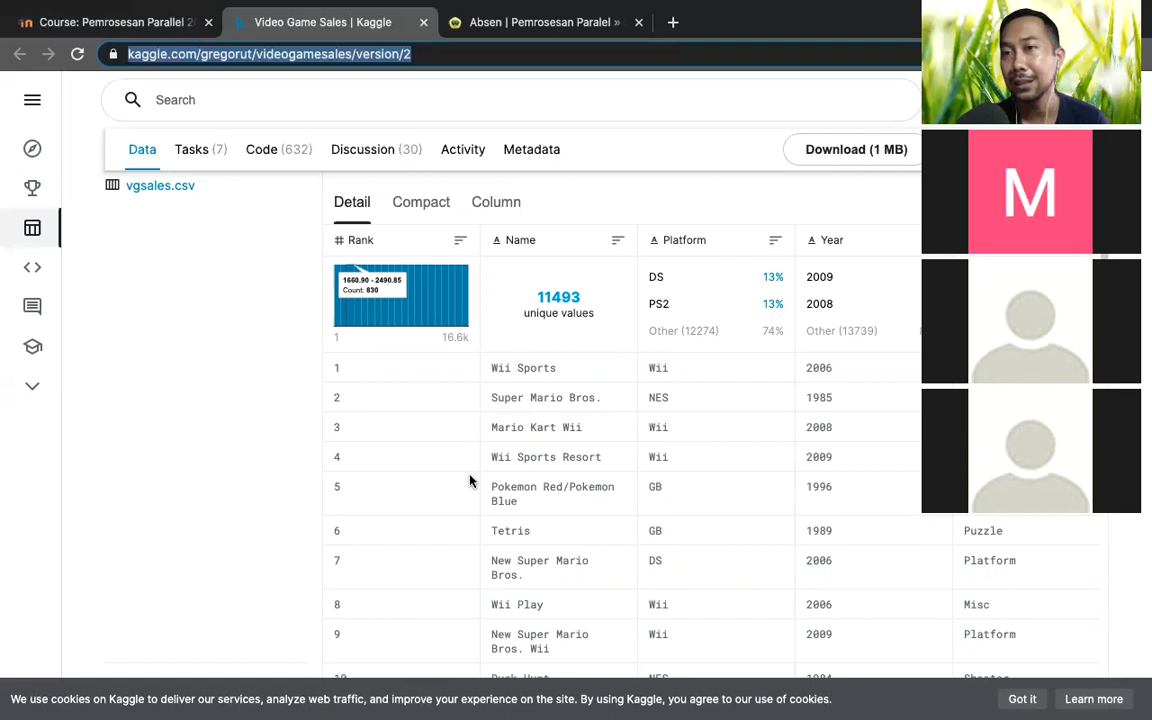 Course: Pemrosesan Parallel 2
Video Game Sales | Kaggle
Absen | Pemrosesan Paralel »
kaggle.com/gregorut/videogamesales/version/2
Search
Data
Tasks (7)
Code (632)
Discussion (30)
Activity
Metadata
Download (1 MB)
vgsales.csv
Detail
Compact
Column
# Rank
A Name
A Platform
A Year
1660.90 - 2490.85
Count: 830
1
16.6k
11493
unique values
DS 13%
PS2 13%
Other (12274) 74%
2009
2008
Other (13739)
1 Wii Sports Wii 2006
2 Super Mario Bros. NES 1985
3 Mario Kart Wii Wii 2008
4 Wii Sports Resort Wii 2009
5 Pokemon Red/Pokemon GB 1996
Blue
6 Tetris GB 1989 Puzzle
7 New Super Mario DS 2006 Platform
Bros.
8 Wii Play Wii 2006 Misc
9 New Super Mario Wii 2009 Platform
Bros. Wii
M
We use cookies on Kaggle to deliver our services, analyze web traffic, and improve your experience on the site. By using Kaggle, you agree to our use of cookies.
Got it
Learn more